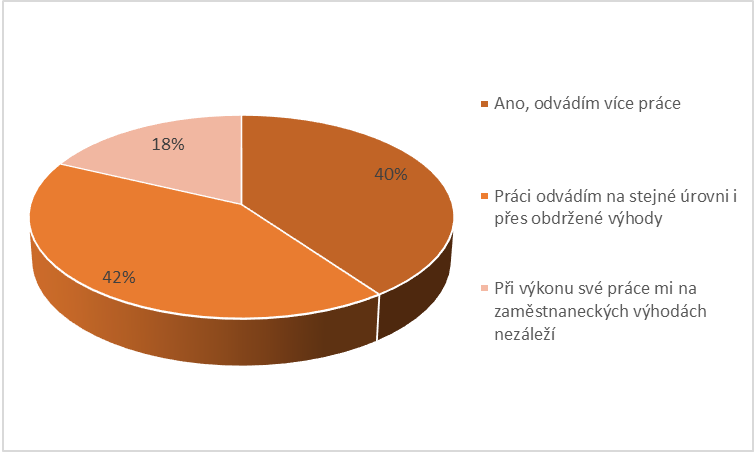 18%
40%
42%
Ano, odvádím více práce
Práci odvádím na stejné úrovni i
přes obdržené výhody
Při výkonu své práce mi na
zaměstnaneckých výhodách
nezáleží